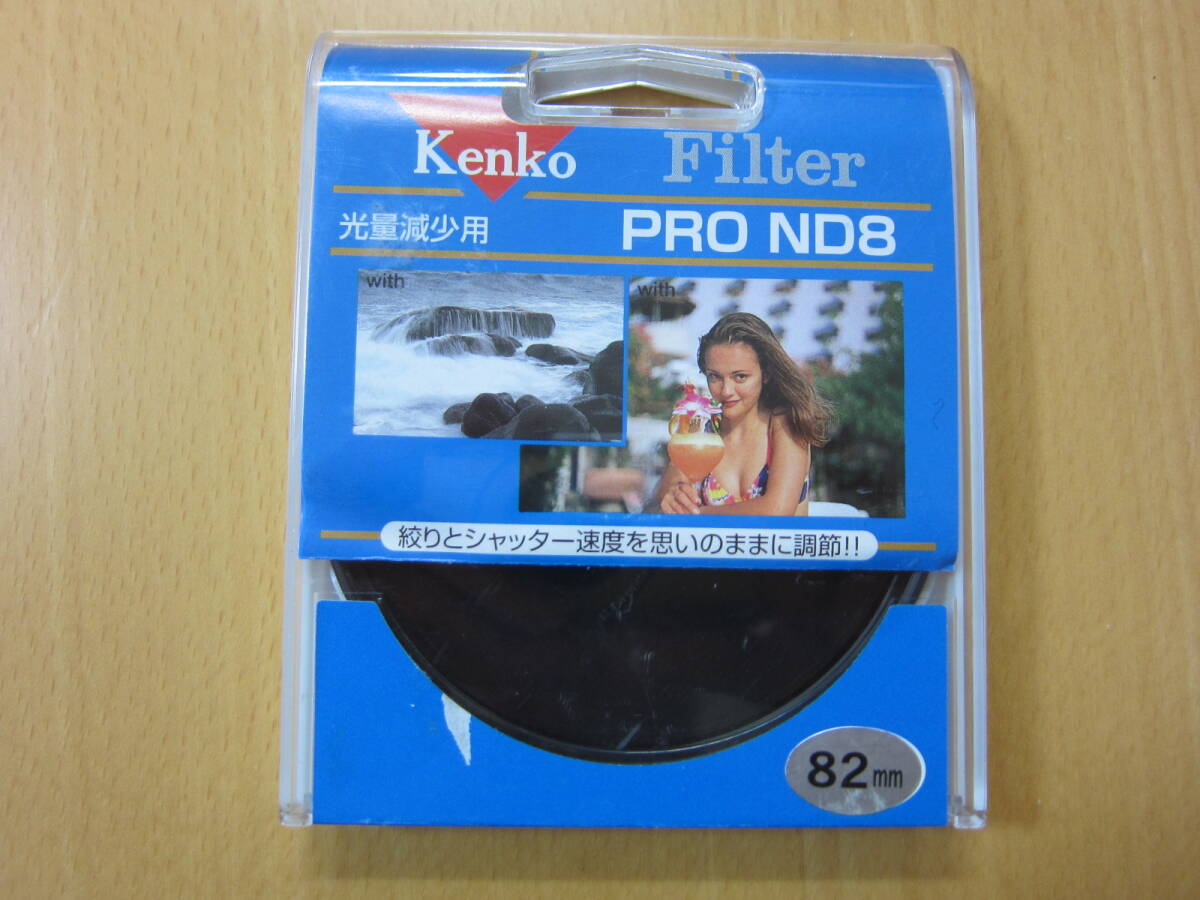 Kenko Filter
光量減少用 PRO ND8
with
with
絞りとシャッター速度を思いのままに調節!!
82mm